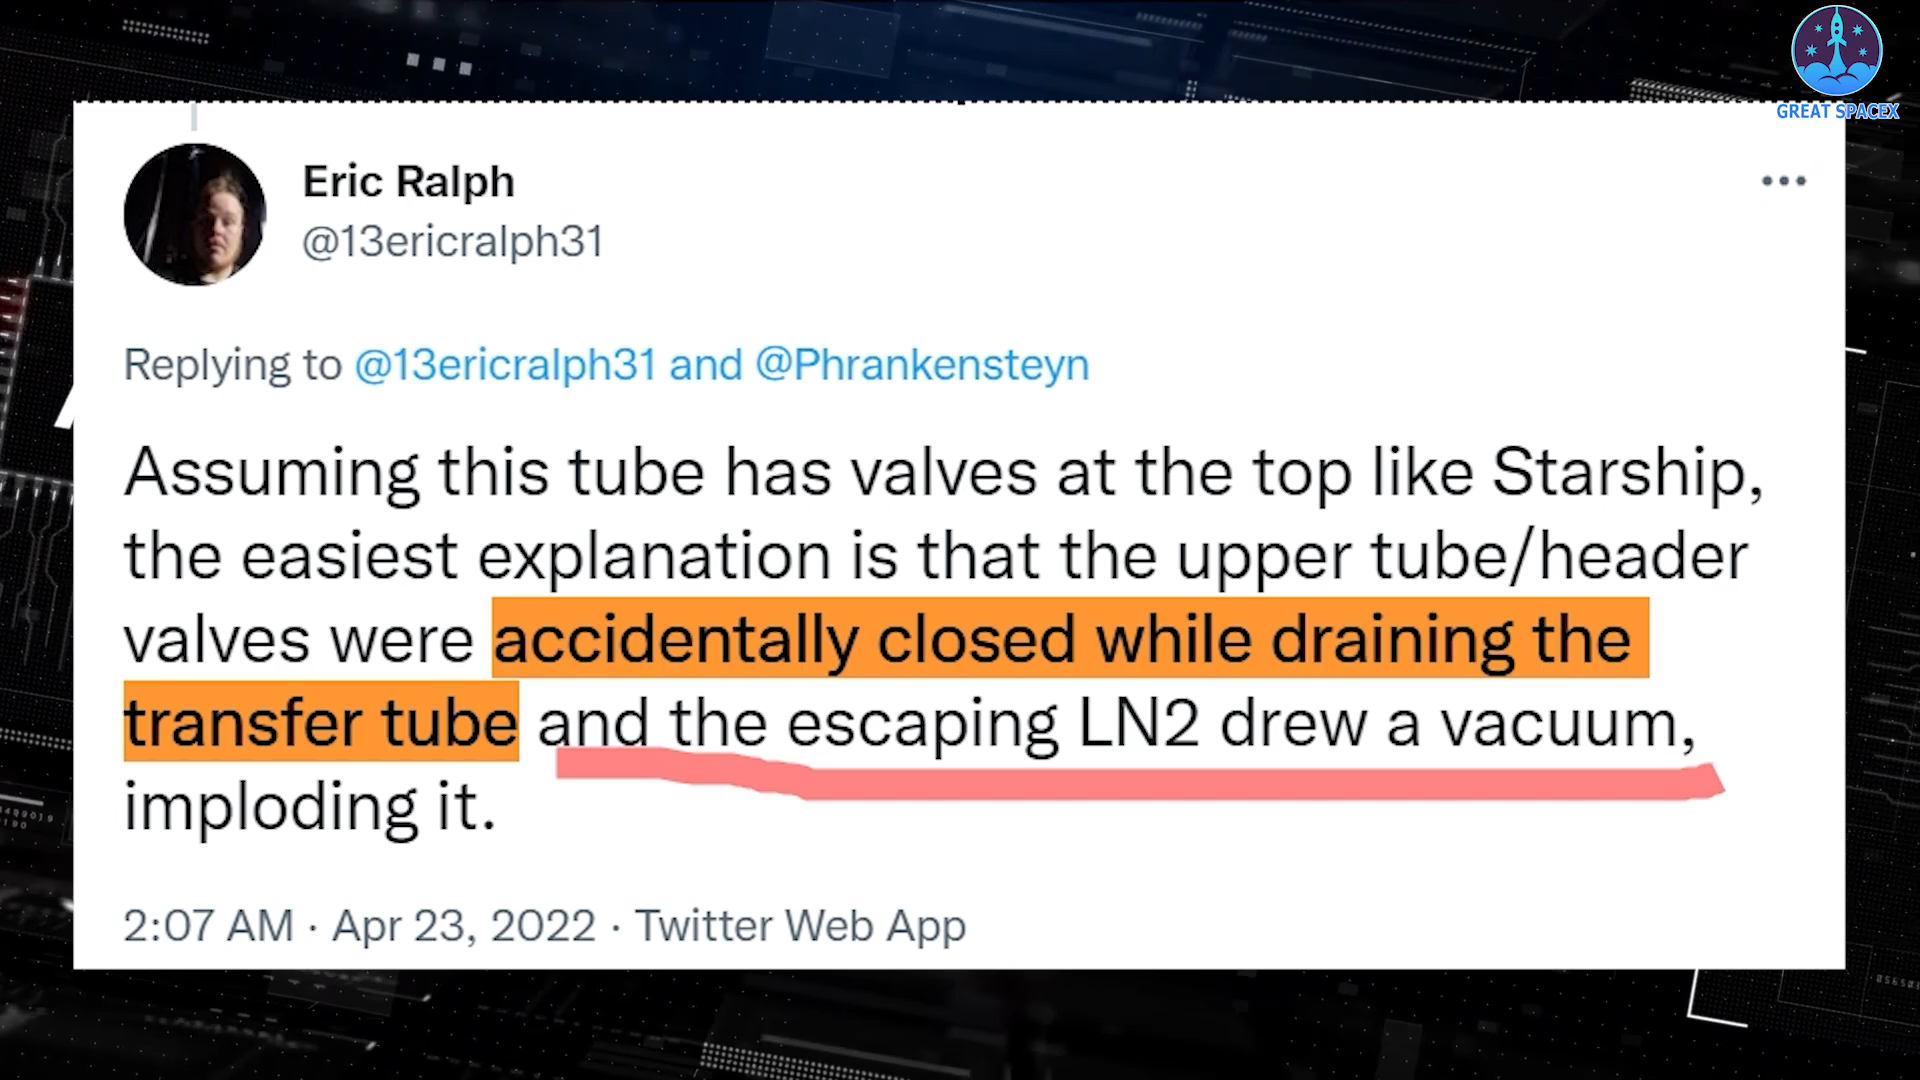 GREAT SPACEX
Eric Ralph
@13ericralph31
Replying to @13ericralph31 and @Phrankensteyn
Assuming this tube has valves at the top like Starship,
the easiest explanation is that the upper tube/header
valves were accidentally closed while draining the
transfer tube and the escaping LN2 drew a vacuum,
imploding it.
2:07 AM · Apr 23, 2022 · Twitter Web App